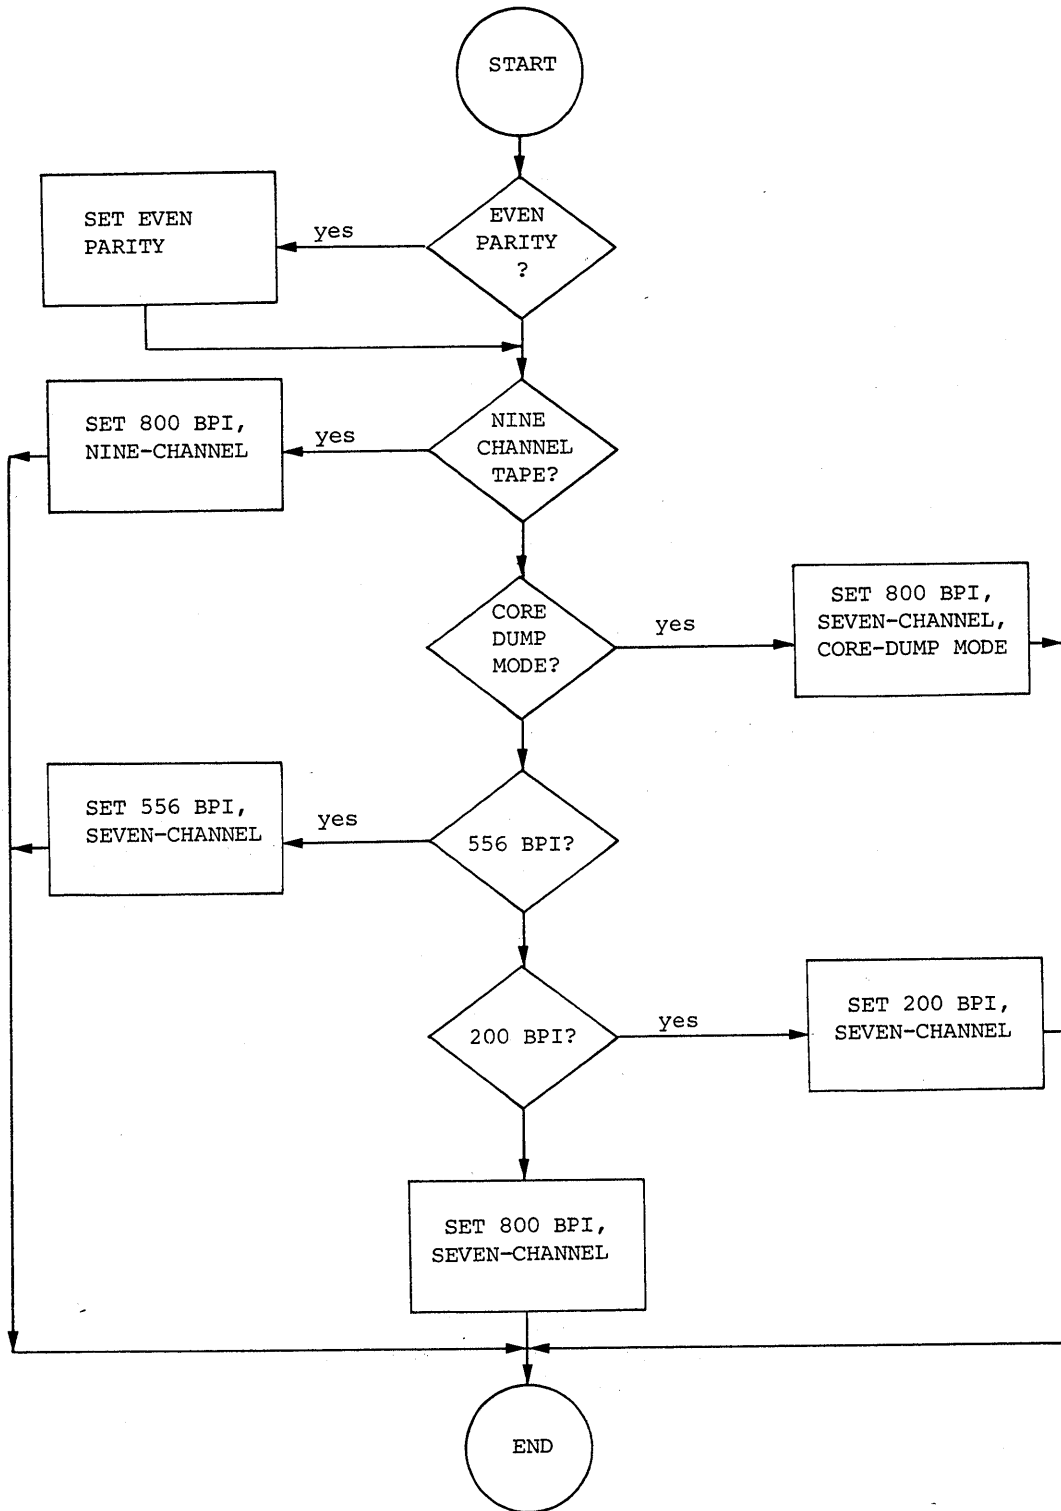 START
EVEN
PARITY
?
yes
SET EVEN
PARITY
NINE
CHANNEL
TAPE?
yes
SET 800 BPI,
NINE-CHANNEL
CORE
DUMP
MODE?
yes
SET 800 BPI,
SEVEN-CHANNEL,
CORE-DUMP MODE
556 BPI?
yes
SET 556 BPI,
SEVEN-CHANNEL
200 BPI?
yes
SET 200 BPI,
SEVEN-CHANNEL
SET 800 BPI,
SEVEN-CHANNEL
END